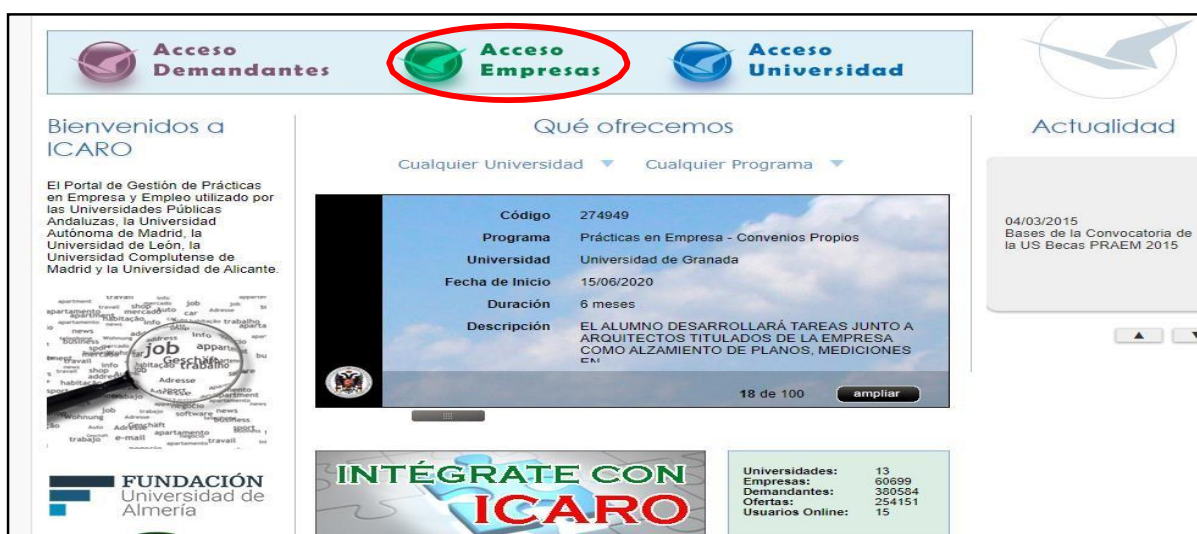 Acceso
Demandantes
Acceso
Empresas
Acceso
Universidad
Bienvenidos a
ICARO
El Portal de Gestión de Prácticas
en Empresa y Empleo utilizado por
las Universidades Públicas
Andaluzas, la Universidad
Autónoma de Madrid, la
Universidad de León, la
Universidad Complutense de
Madrid y la Universidad de Alicante.
job
FUNDACIÓN
Universidad de
Almería
Qué ofrecemos
Cualquier Universidad Cualquier Programa
Código 274949
Programa Prácticas en Empresa - Convenios Propios
Universidad Universidad de Granada
Fecha de Inicio 15/06/2020
Duración 6 meses
Descripción EL ALUMNO DESARROLLARÁ TAREAS JUNTO A
ARQUITECTOS TITULADOS DE LA EMPRESA
COMO ALZAMIENTO DE PLANOS, MEDICIONES
18 de 100 ampliar
INTÉGRATE CON
ICARO
Universidades: 13
Empresas: 60699
Demandantes: 380584
Ofertas: 254151
Usuarios Online: 15
Actualidad
04/03/2015
Bases de la Convocatoria de
la US Becas PRAEM 2015